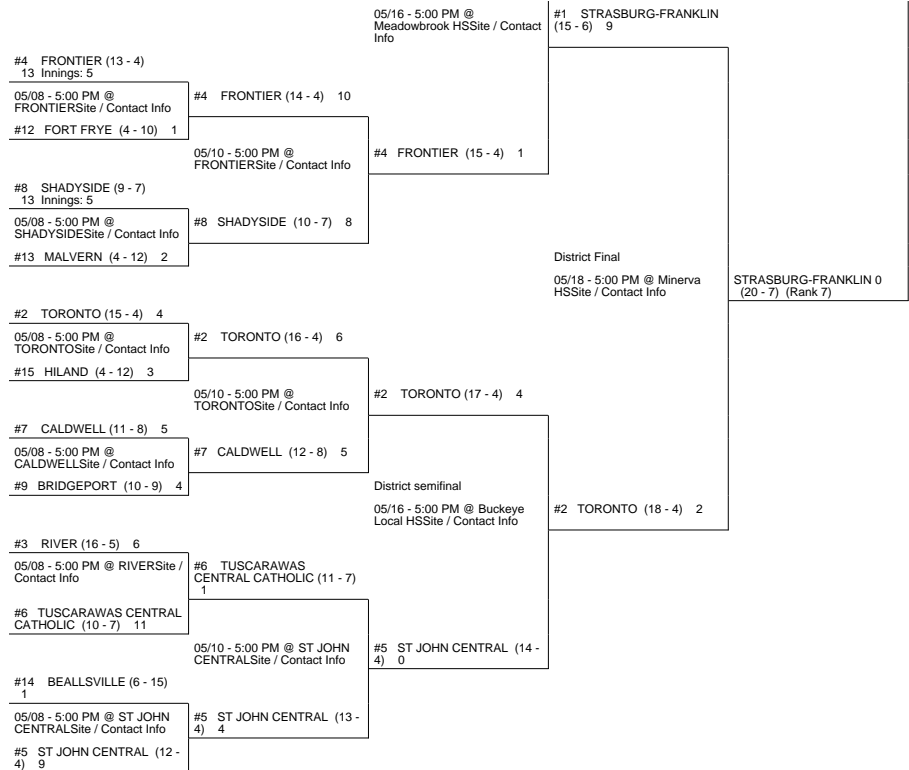 05/16 - 5:00 PM @
Meadowbrook HSSite / Contact
Info
#1 STRASBURG-FRANKLIN
(15 - 6) 9
#4 FRONTIER (13 - 4)
13 Innings: 5
05/08 - 5:00 PM @
FRONTIERSite / Contact Info
#12 FORT FRYE (4 - 10) 1
#4 FRONTIER (14 - 4) 10
05/10 - 5:00 PM @
FRONTIERSite / Contact Info
#4 FRONTIER (15 - 4) 1
#8 SHADYSIDE (9 - 7)
13 Innings: 5
05/08 - 5:00 PM @
SHADYSIDESite / Contact Info
#13 MALVERN (4 - 12) 2
#8 SHADYSIDE (10 - 7) 8
District Final
05/18 - 5:00 PM @ Minerva
HSSite / Contact Info
STRASBURG-FRANKLIN 0
(20 - 7) (Rank 7)
#2 TORONTO (15 - 4) 4
05/08 - 5:00 PM @
TORONTOSite / Contact Info
#15 HILAND (4 - 12) 3
#2 TORONTO (16 - 4) 6
05/10 - 5:00 PM @
TORONTOSite / Contact Info
#2 TORONTO (17 - 4) 4
#7 CALDWELL (11 - 8) 5
05/08 - 5:00 PM @
CALDWELLSite / Contact Info
#9 BRIDGEPORT (10 - 9) 4
#7 CALDWELL (12 - 8) 5
District semifinal
05/16 - 5:00 PM @ Buckeye
Local HSSite / Contact Info
#2 TORONTO (18 - 4) 2
#3 RIVER (16 - 5) 6
05/08 - 5:00 PM @ RIVERSite /
Contact Info
#6 TUSCARAWAS CENTRAL
CATHOLIC (10 - 7) 11
#6 TUSCARAWAS
CENTRAL CATHOLIC (11 - 7)
1
05/10 - 5:00 PM @ ST JOHN
CENTRALSite / Contact Info
#5 ST JOHN CENTRAL (14 -
4) 0
#14 BEALLSVILLE (6 - 15)
1
05/08 - 5:00 PM @ ST JOHN
CENTRALSite / Contact Info
#5 ST JOHN CENTRAL (12 -
4) 9
#5 ST JOHN CENTRAL (13 -
4) 4